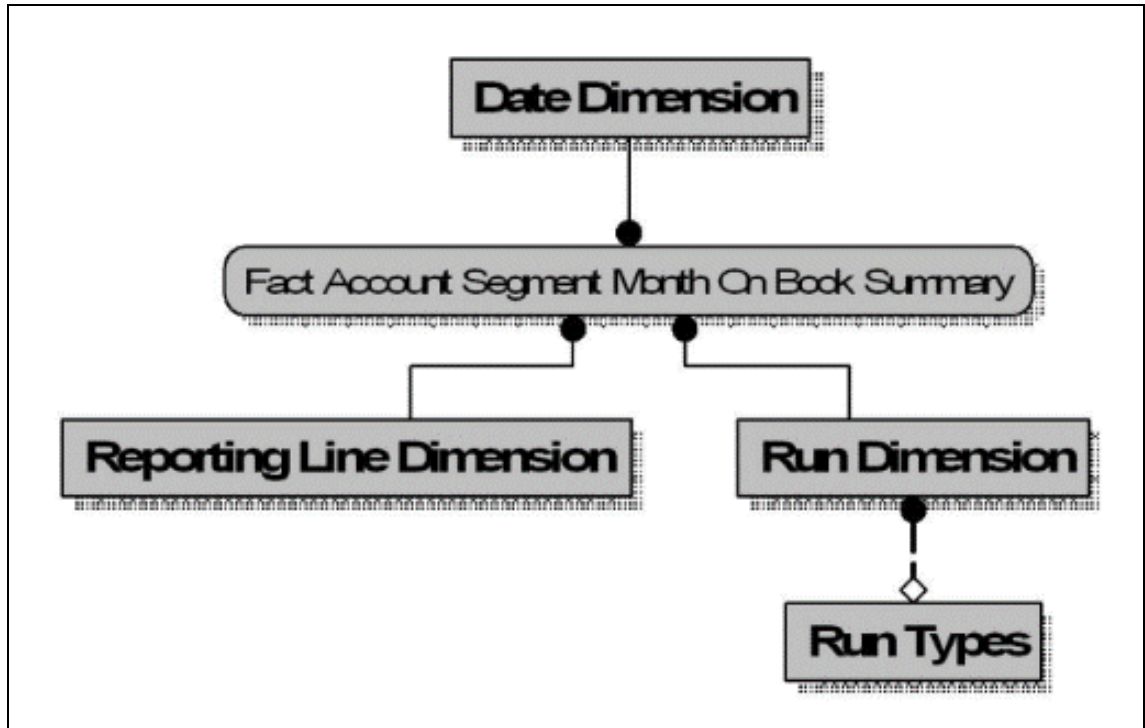 Date Dimension
Fact Account Segment Month On Book Summary
Reporting Line Dimension
Run Dimension
Run Types